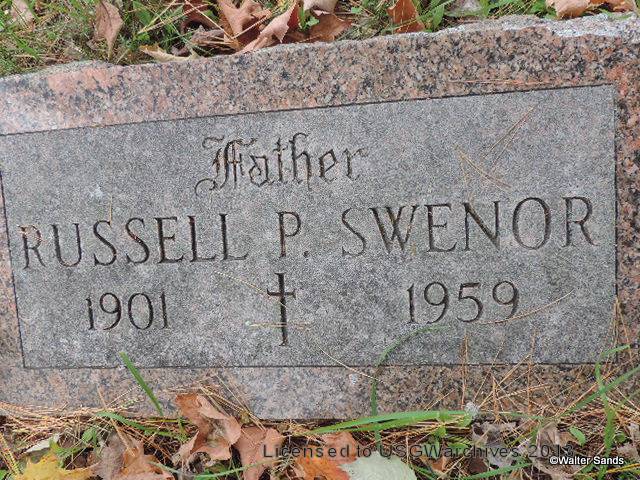 Father
RUSSELL P. SWENOR
1901 1959
Licensed to USGWarchives 2013
©Walter Sands